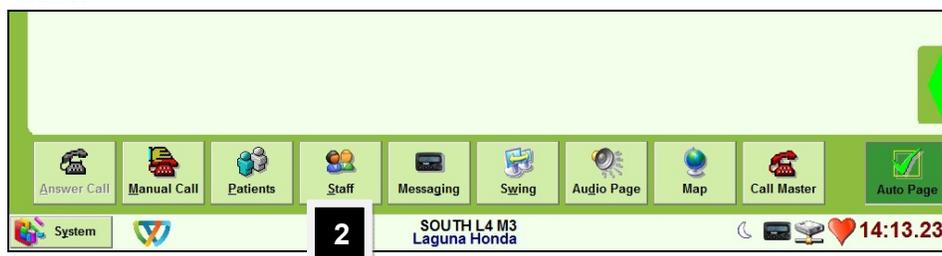 Answer Call
Manual Call
Patients
Staff
Messaging
Swing
Audio Page
Map
Call Master
Auto Page
System
2
SOUTH L4 M3
Laguna Honda
14:13.23